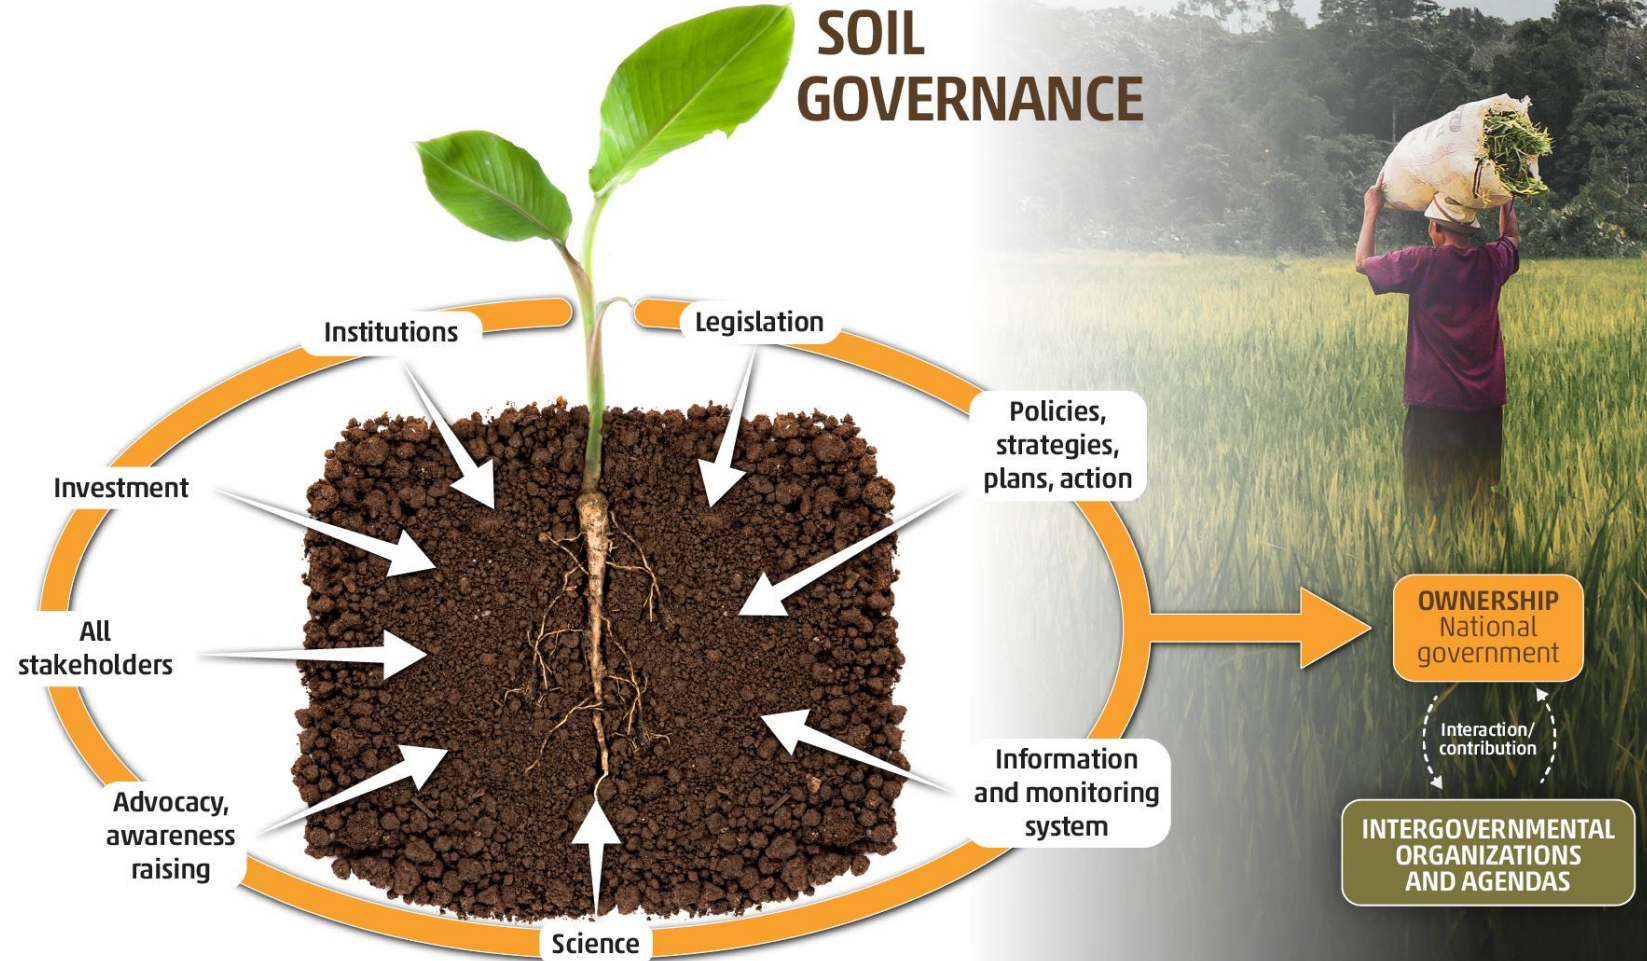 SOIL
GOVERNANCE
Institutions
Legislation
Policies,
strategies,
plans, action
Investment
All
stakeholders
OWNERSHIP
National
government
Interaction/
contribution
Information
and monitoring
system
Advocacy,
awareness
raising
INTERGOVERNMENTAL
ORGANIZATIONS
AND AGENDAS
Science